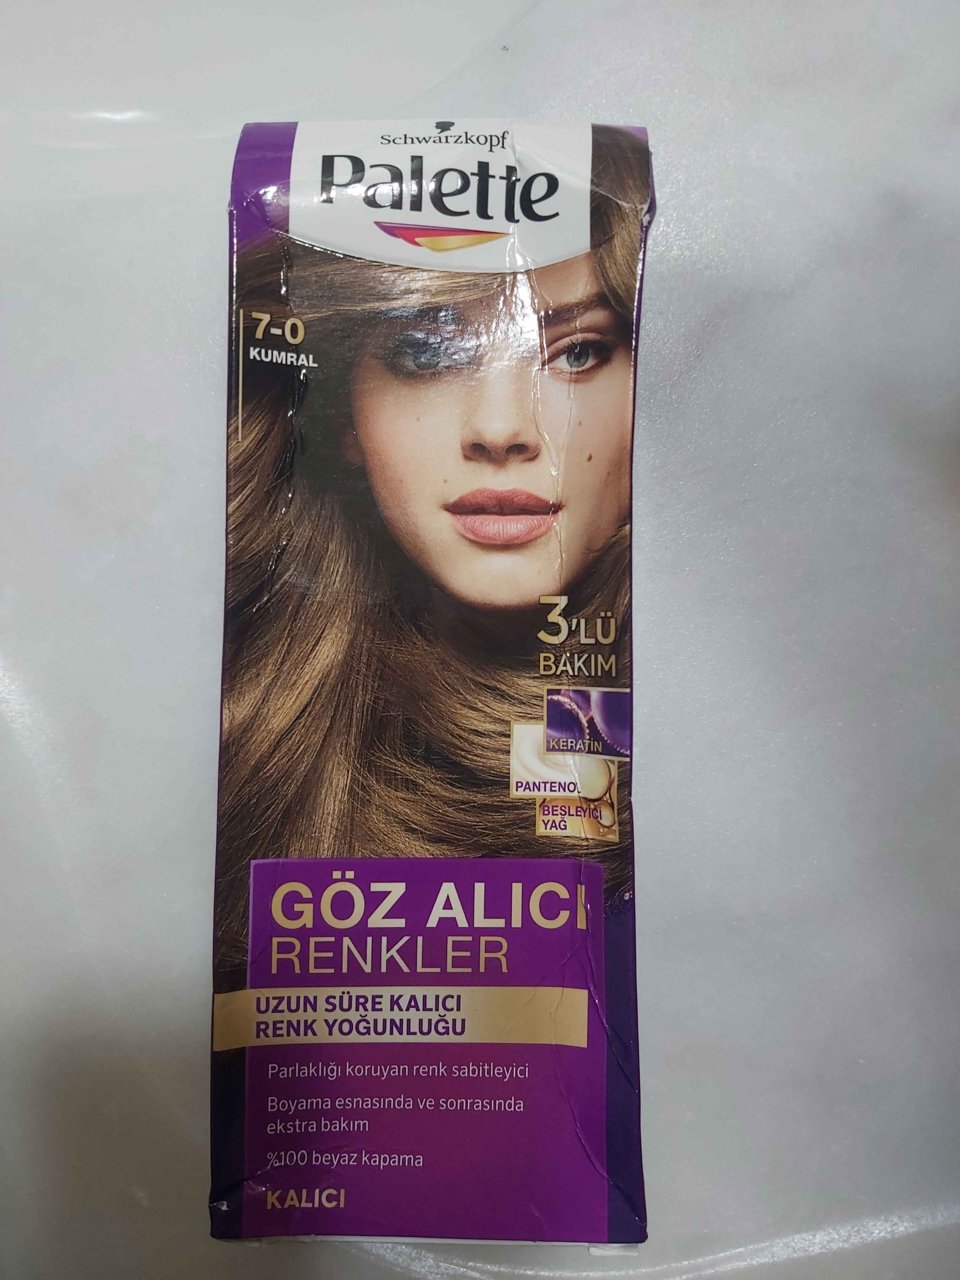 Schwarzkopf
Palette
7-0
KUMRAL
3'LÜ
BAKIM
KERATİN
PANTENOL
BESLEYİCİ
YAĞ
GÖZ ALICI
RENKLER
UZUN SÜRE KALICI
RENK YOĞUNLUĞU
Parlaklığı koruyan renk sabitleyici
Boyama esnasında ve sonrasında
ekstra bakım
%100 beyaz kapama
KALICI